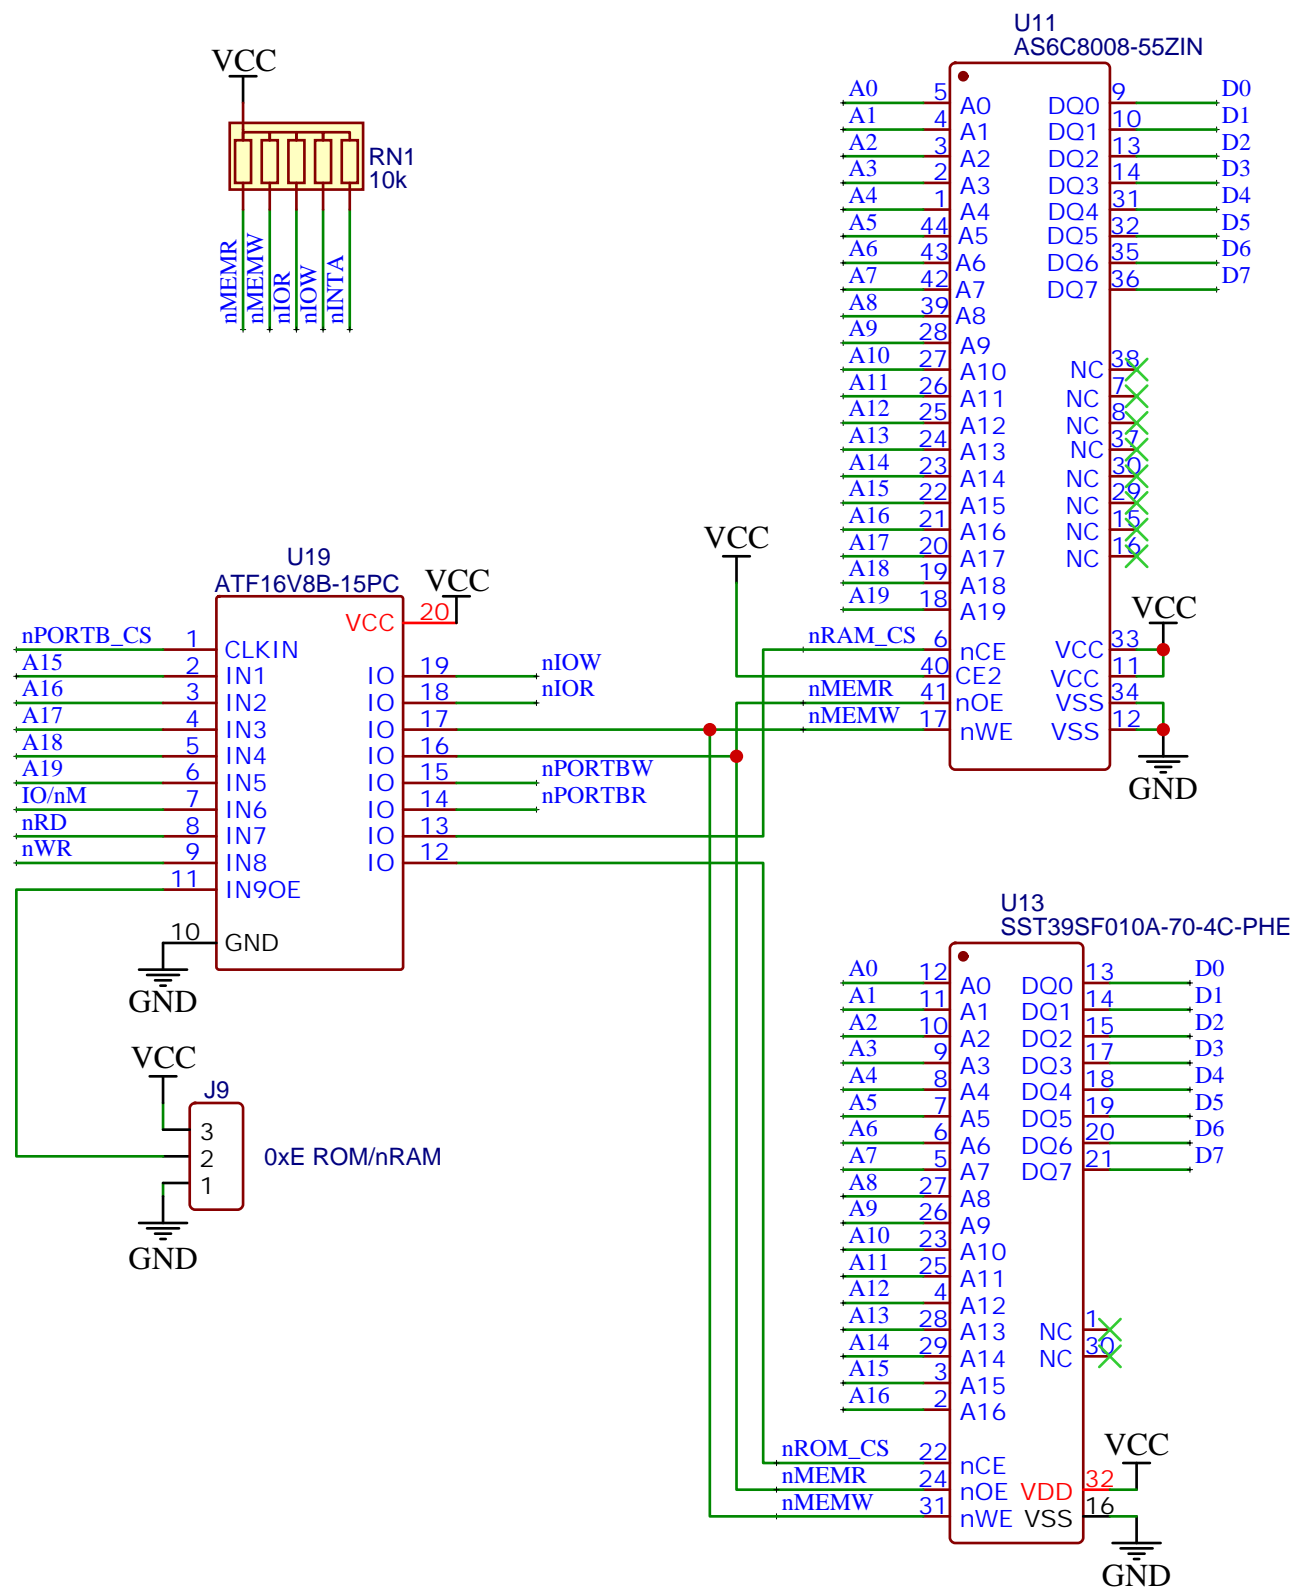 VCC
RN1
10k
nMEMR
nMEMW
nIOR
nIOW
nINTA
U11
AS6C8008-55ZIN
A0 5 A0 DQ0 9 D0
A1 4 A1 DQ1 10 D1
A2 3 A2 DQ2 13 D2
A3 2 A3 DQ3 14 D3
A4 1 A4 DQ4 31 D4
A5 44 A5 DQ5 32 D5
A6 43 A6 DQ6 35 D6
A7 42 A7 DQ7 36 D7
A8 39 A8
A9 28 A9
A10 27 A10 NC 38
A11 26 A11 NC 7
A12 25 A12 NC 8
A13 24 A13 NC 37
A14 23 A14 NC 30
A15 22 A15 NC 29
A16 21 A16 NC 15
A17 20 A17 NC 16
A18 19 A18
A19 18 A19
VCC
VCC
nRAM_CS 6 nCE VCC 33
40 CE2 VCC 11
nMEMR 41 nOE VSS 34
nMEMW 17 nWE VSS 12
GND
U19
ATF16V8B-15PC
VCC
VCC 20
nPORTB_CS 1 CLKIN
A15 2 IN1 IO 19 nIOW
A16 3 IN2 IO 18 nIOR
A17 4 IN3 IO 17
A18 5 IN4 IO 16
A19 6 IN5 IO 15 nPORTBW
IO/nM 7 IN6 IO 14 nPORTBR
nRD 8 IN7 IO 13
nWR 9 IN8 IO 12
11 IN9OE
10 GND
GND
VCC
J9
3
2 0xE ROM/nRAM
1
GND
U13
SST39SF010A-70-4C-PHE
A0 12 A0 DQ0 13 D0
A1 11 A1 DQ1 14 D1
A2 10 A2 DQ2 15 D2
A3 9 A3 DQ3 17 D3
A4 8 A4 DQ4 18 D4
A5 7 A5 DQ5 19 D5
A6 6 A6 DQ6 20 D6
A7 5 A7 DQ7 21 D7
A8 27 A8
A9 26 A9
A10 23 A10
A11 25 A11
A12 4 A12
A13 28 A13 NC 1
A14 29 A14 NC 30
A15 3 A15
A16 2 A16
VCC
nROM_CS 22 nCE
nMEMR 24 nOE VDD 32
nMEMW 31 nWE VSS 16
GND